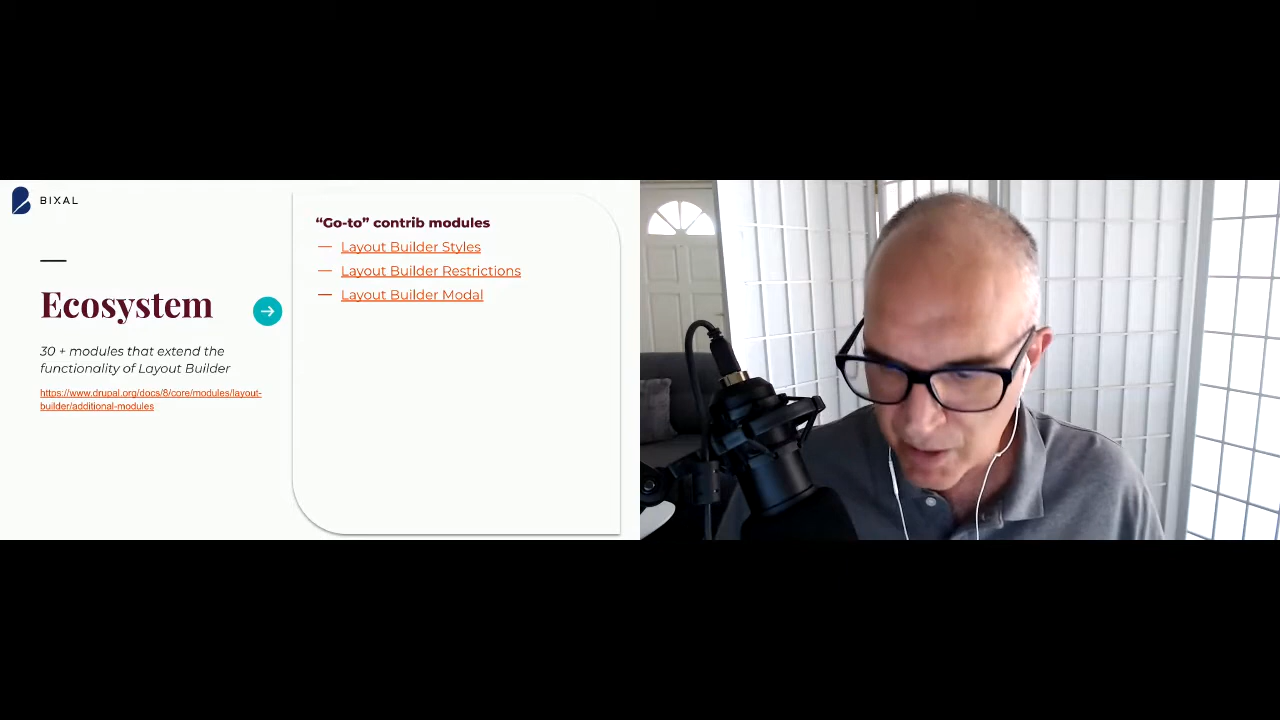 BIXAL
Ecosystem
30 + modules that extend the
functionality of Layout Builder
https://www.drupal.org/docs/8/core/modules/layout-
builder/additional-modules
“Go-to” contrib modules
— Layout Builder Styles
— Layout Builder Restrictions
— Layout Builder Modal